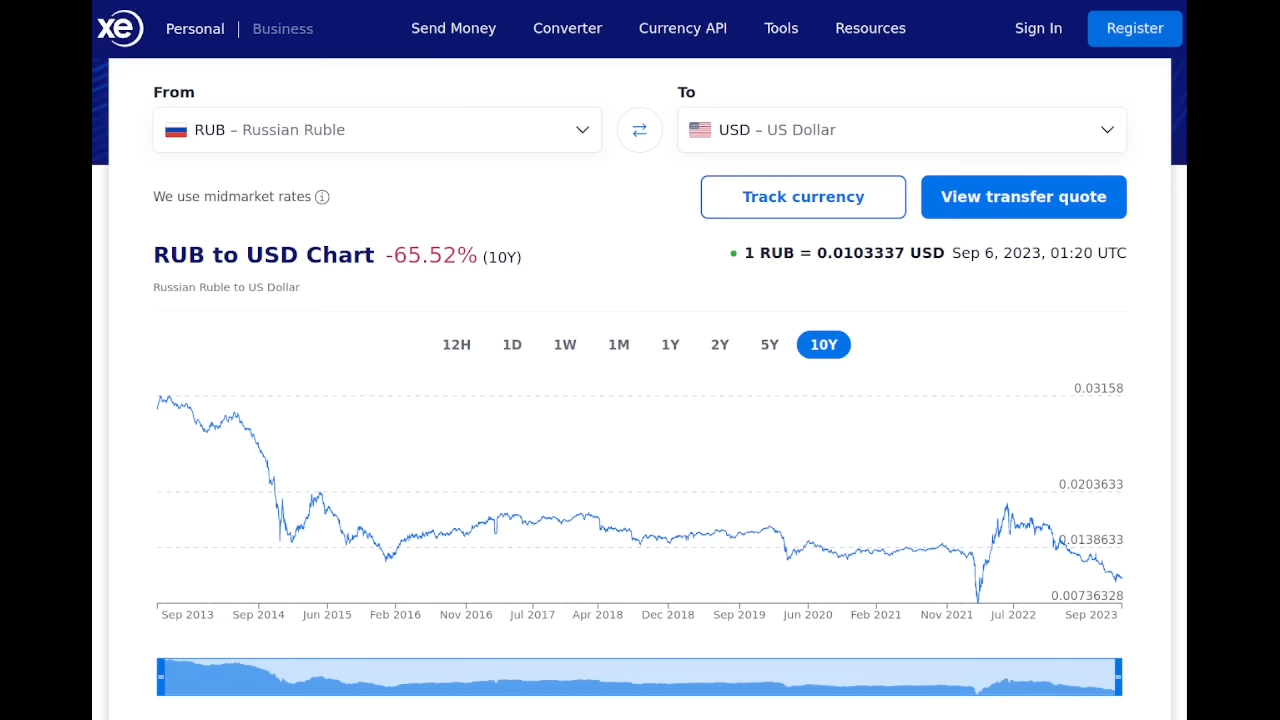 xe Personal | Business Send Money Converter Currency API Tools Resources Sign In Register
From To
RUB – Russian Ruble USD – US Dollar
We use midmarket rates Track currency View transfer quote
RUB to USD Chart -65.52% (10Y) 1 RUB = 0.0103337 USD Sep 6, 2023, 01:20 UTC
Russian Ruble to US Dollar
12H 1D 1W 1M 1Y 2Y 5Y 10Y
0.03158
0.0203633
0.0138633
0.00736328
Sep 2013 Sep 2014 Jun 2015 Feb 2016 Nov 2016 Jul 2017 Apr 2018 Dec 2018 Sep 2019 Jun 2020 Feb 2021 Nov 2021 Jul 2022 Sep 2023